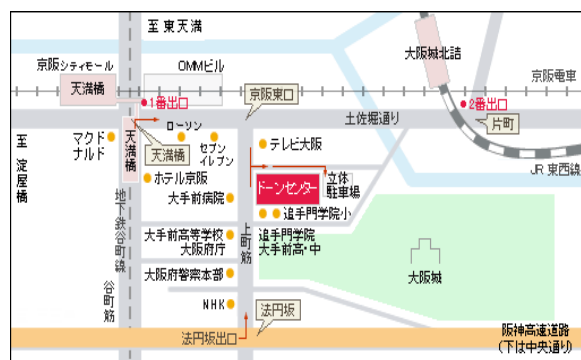 至 東天満
京阪シティモール
OMMビル
大阪城北詰
天満橋
京阪電車
1番出口
京阪東口
2番出口
土佐堀通り
片町
ローソン
マクド
ナルド
天満橋
セブン
イレブン
天満橋
テレビ大阪
至
淀屋橋
JR 東西線
ホテル京阪
ドーンセンター
立体
駐車場
大手前病院
追手門学院小
地下鉄谷町線
大手前高等学校
大阪府庁
上町筋
追手門学院
大手前高・中
大阪府警察本部
大阪城
谷町筋
NHK
法円坂
法円坂出口
阪神高速道路
(下は中央通り)